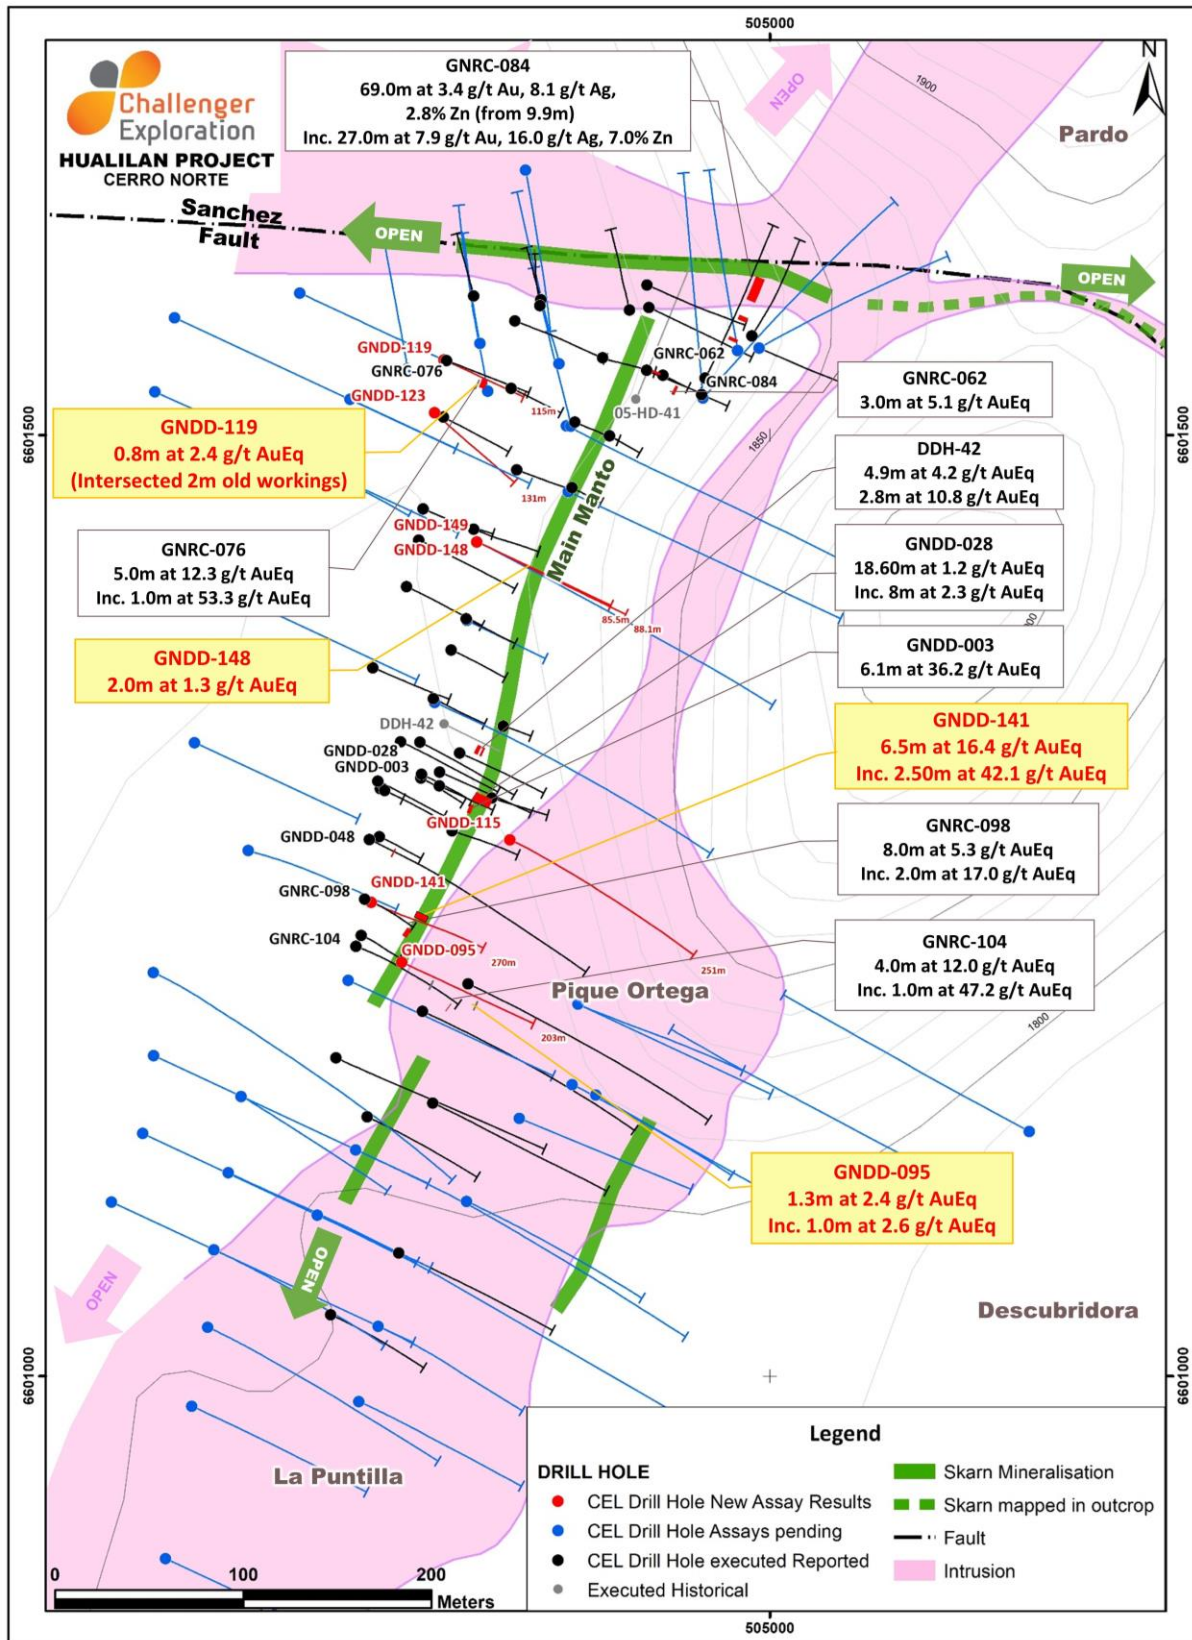 505000
N
Challenger
Exploration
HUALILAN PROJECT
CERRO NORTE
GNRC-084
69.0m at 3.4 g/t Au, 8.1 g/t Ag,
2.8% Zn (from 9.9m)
Inc. 27.0m at 7.9 g/t Au, 16.0 g/t Ag, 7.0% Zn
OPEN
1900
Pardo
Sanchez
Fault
OPEN
OPEN
GNDD-119
GNRC-076
GNDD-123
115m
GNRC-062
GNRC-084
05-HD-41
GNRC-062
3.0m at 5.1 g/t AuEq
6601500
6601500
1850
GNDD-119
0.8m at 2.4 g/t AuEq
(Intersected 2m old workings)
DDH-42
4.9m at 4.2 g/t AuEq
2.8m at 10.8 g/t AuEq
131m
Main Manto
GNDD-149
GNDD-148
GNRC-076
5.0m at 12.3 g/t AuEq
Inc. 1.0m at 53.3 g/t AuEq
GNDD-028
18.60m at 1.2 g/t AuEq
Inc. 8m at 2.3 g/t AuEq
85.5m
88.1m
GNDD-148
2.0m at 1.3 g/t AuEq
GNDD-003
6.1m at 36.2 g/t AuEq
DDH-42
GNDD-028
GNDD-003
GNDD-141
6.5m at 16.4 g/t AuEq
Inc. 2.50m at 42.1 g/t AuEq
GNDD-115
GNDD-048
GNRC-098
8.0m at 5.3 g/t AuEq
Inc. 2.0m at 17.0 g/t AuEq
GNDD-141
GNRC-098
GNRC-104
GNDD-095
270m
251m
GNRC-104
4.0m at 12.0 g/t AuEq
Inc. 1.0m at 47.2 g/t AuEq
Pique Ortega
203m
1800
GNDD-095
1.3m at 2.4 g/t AuEq
Inc. 1.0m at 2.6 g/t AuEq
OPEN
OPEN
Descubridora
6601000
6601000
La Puntilla
Legend
DRILL HOLE
CEL Drill Hole New Assay Results
CEL Drill Hole Assays pending
CEL Drill Hole executed Reported
Executed Historical
Skarn Mineralisation
Skarn mapped in outcrop
Fault
Intrusion
0 100 200
Meters
505000